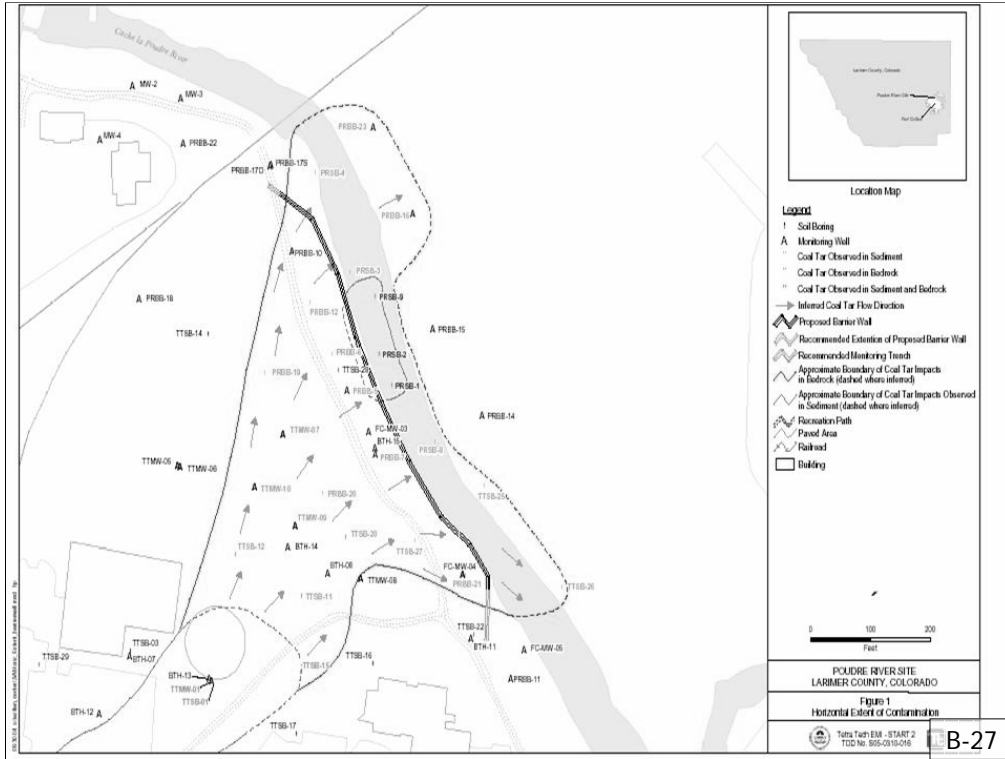 Cache la Poudre River
MW-2
MW-3
MW-4
PRBB-22
PRBB-23
PRBB-17D
PRBB-17S
PRSB-4
PRBB-16
PRBB-10
PRSB-3
PRBB-18
PRBB-12
PRSB-9
TTSB-14
PRBB-15
PRBB-6
PRSB-2
TTSB-28
PRBB-19
PRBB-5
PRSB-1
PRBB-14
TTMW-07
FC-MW-03
BTH-15
PRBB-7
PRSB-8
TTMW-05
TTMW-06
TTMW-10
PRBB-20
TTSB-25
TTMW-09
TTSB-12
BTH-14
TTSB-20
TTSB-27
BTH-08
TTMW-08
FC-MW-04
PRBB-21
TTSB-26
TTSB-11
TTSB-03
BTH-07
TTSB-29
TTSB-15
TTSB-16
TTSB-22
BTH-11
FC-MW-05
BTH-13
TTMW-01
TTSB-01
PRBB-11
BTH-12
TTSB-17
Larimer County, Colorado
Poudre River Site
Fort Collins
Location Map
Legend
Soil Boring
Monitoring Well
Coal Tar Observed in Sediment
Coal Tar Observed in Bedrock
Coal Tar Observed in Sediment and Bedrock
Inferred Coal Tar Flow Direction
Proposed Barrier Wall
Recommended Extention of Proposed Barrier Wall
Recommended Monitoring Trench
Approximate Boundary of Coal Tar Impacts
in Bedrock (dashed where inferred)
Approximate Boundary of Coal Tar Impacts Observed
in Sediment (dashed where inferred)
Recreation Path
Paved Area
Railroad
Building
0 100 200
Feet
POUDRE RIVER SITE
LARIMER COUNTY, COLORADO
Figure 1
Horizontal Extent of Contamination
Tetra Tech EMI - START 2
TDD No. S05-0310-016
B-27